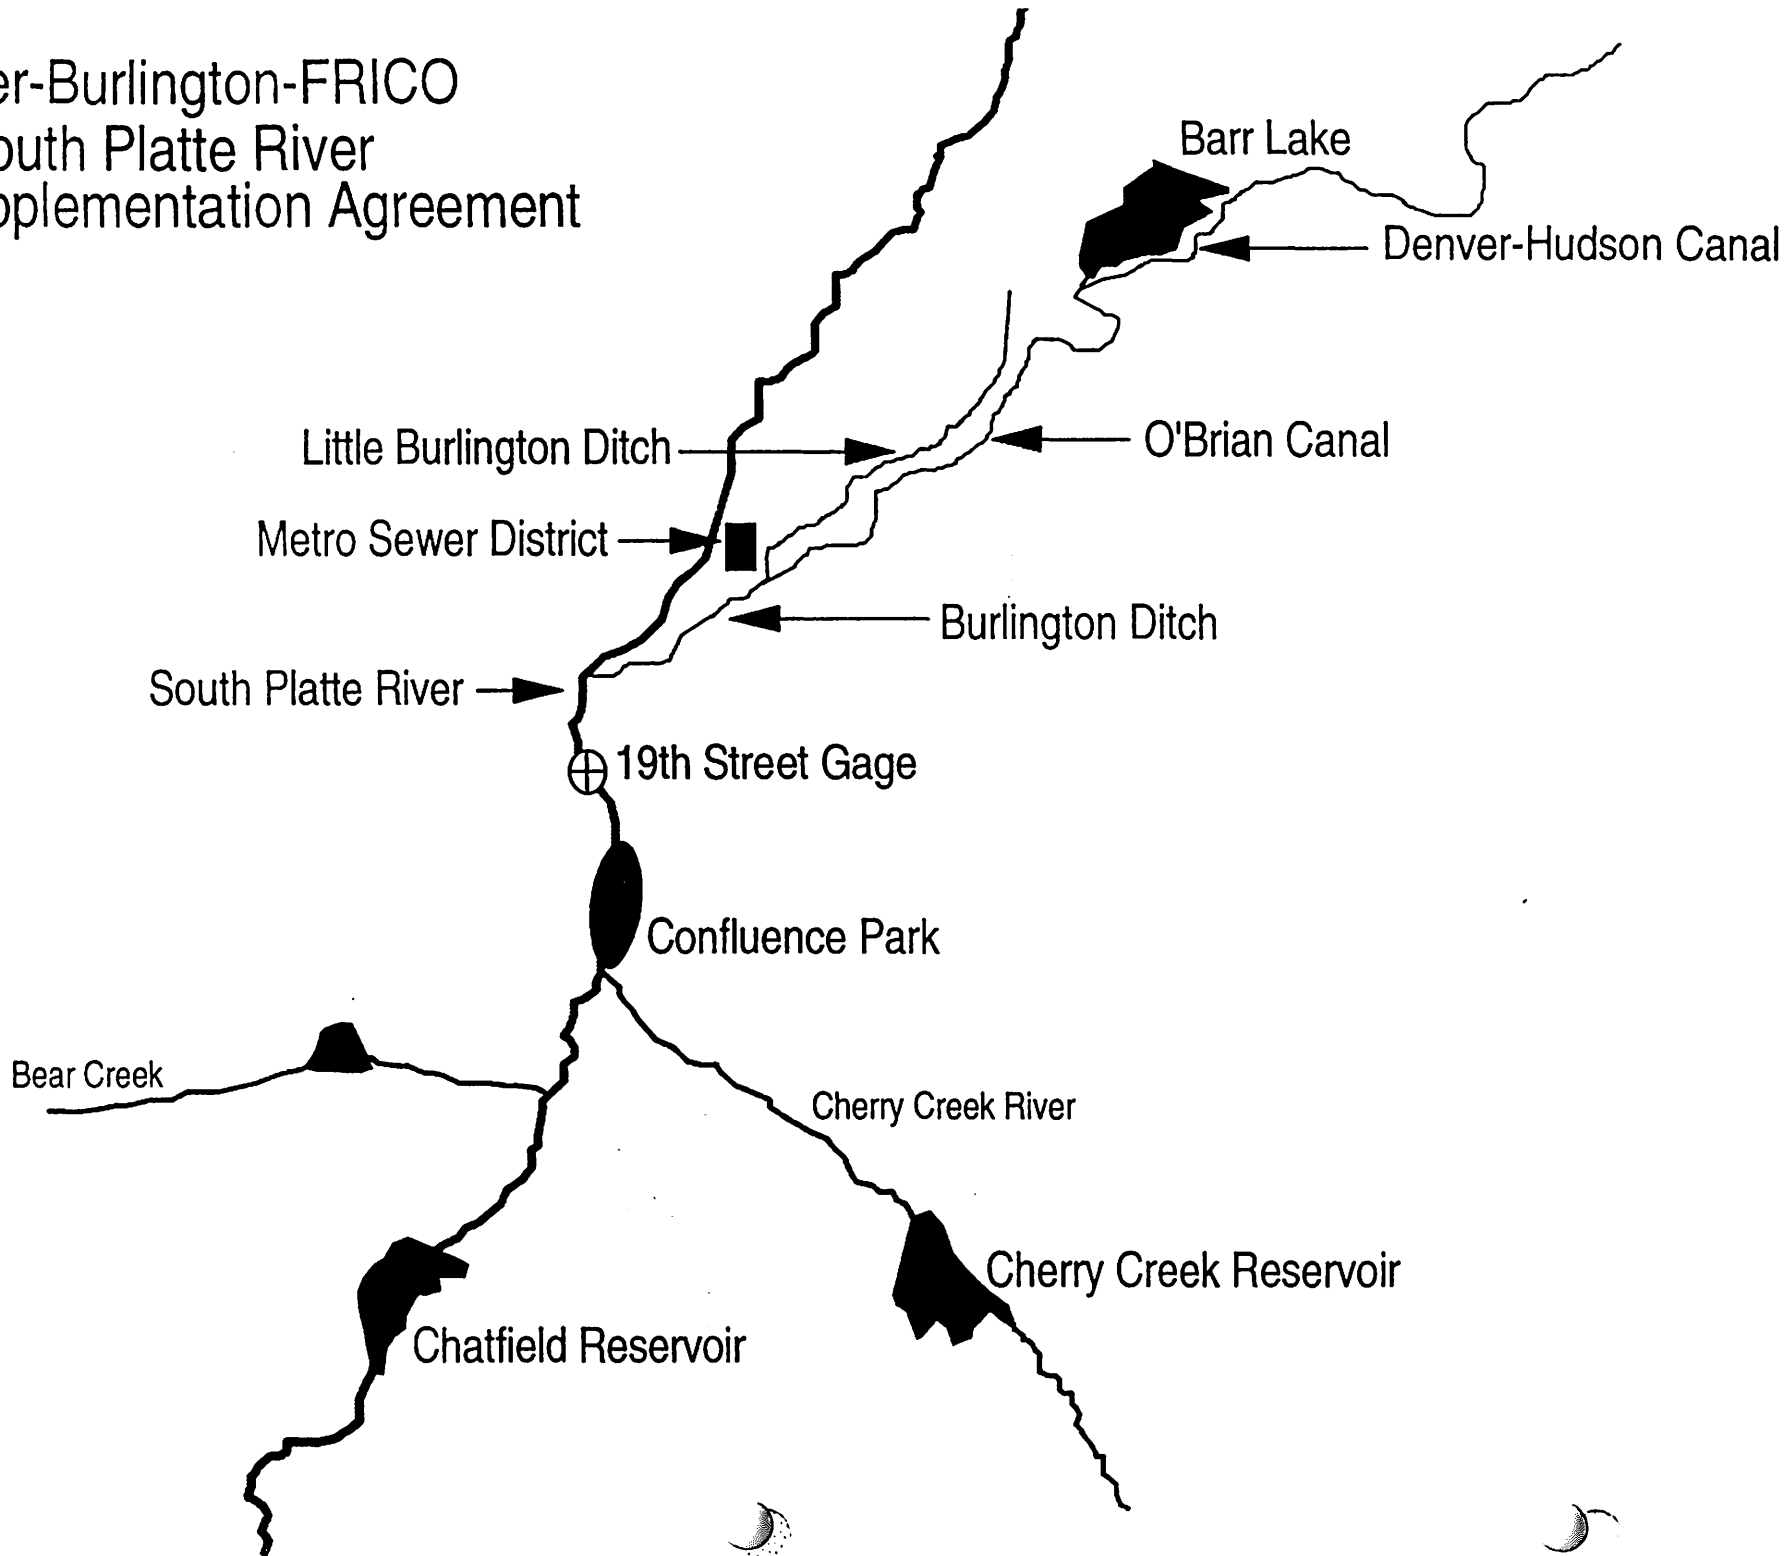 er-Burlington-FRICO
outh Platte River
pplementation Agreement
Barr Lake
Denver-Hudson Canal
Little Burlington Ditch
O'Brian Canal
Metro Sewer District
Burlington Ditch
South Platte River
19th Street Gage
Confluence Park
Bear Creek
Cherry Creek River
Cherry Creek Reservoir
Chatfield Reservoir